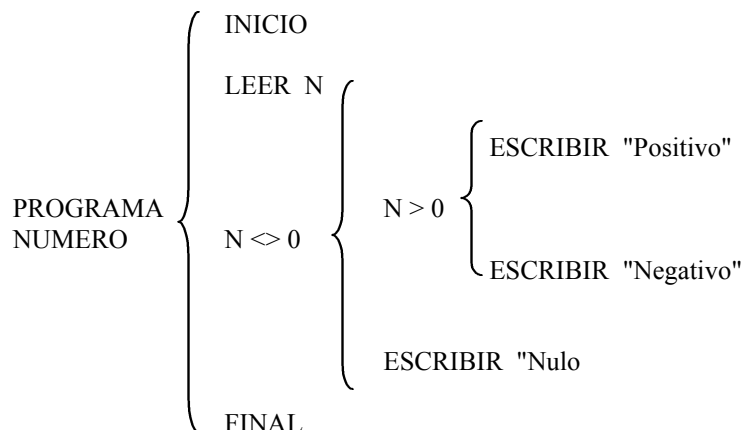 INICIO
LEER N
ESCRIBIR "Positivo"
PROGRAMA
NUMERO
N <> 0
N > 0
ESCRIBIR "Negativo"
ESCRIBIR "Nulo
FINAL